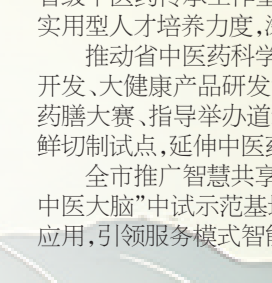 实用型人才培养力度,
推动省中医药科学
开发、大健康产品研发
药膳大赛、指导举办道
鲜切制试点,延伸中医
全市推广智慧共享
中医大脑”中试示范基
应用,引领服务模式智